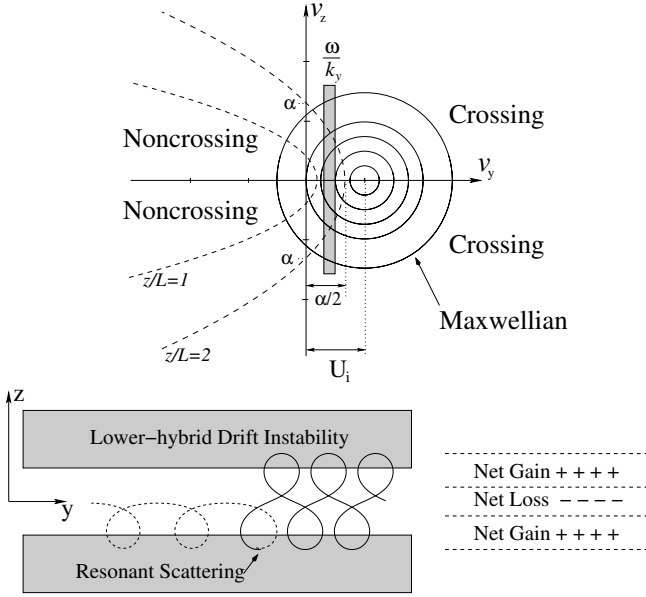 v_z
ω/k_y
α
Crossing
Noncrossing
v_y
Noncrossing
Crossing
α
z/L=1
α/2
Maxwellian
z/L=2
U_i
z
Lower−hybrid Drift Instability
Net Gain + + + +
Net Loss − − − −
y
Net Gain + + + +
Resonant Scattering